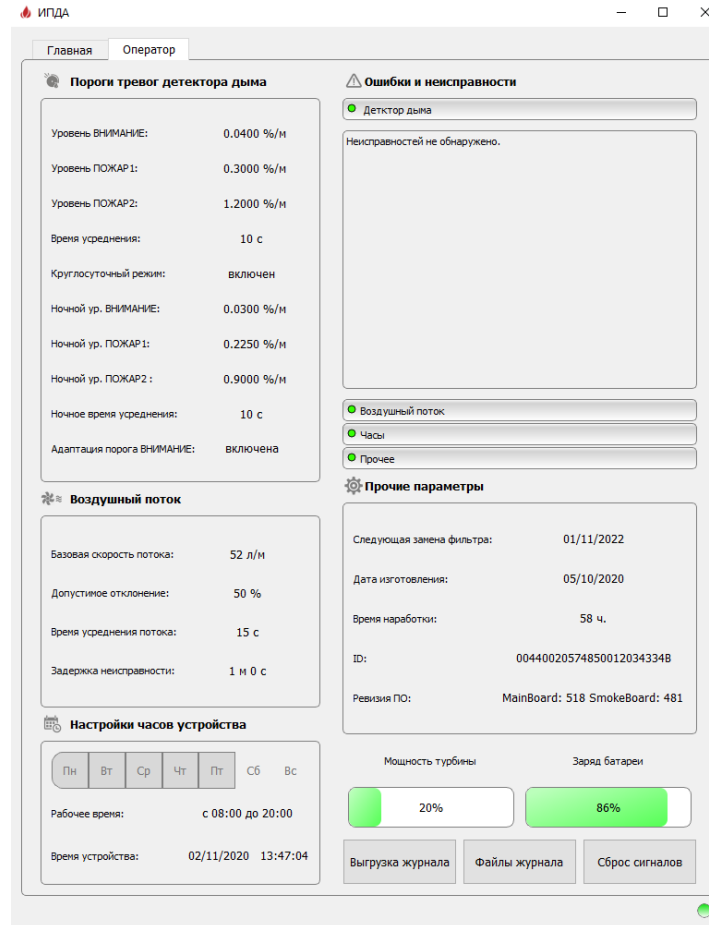 ИПДА
Главная
Оператор
Пороги тревог детектора дыма
Уровень ВНИМАНИЕ: 0.0400 %/м
Уровень ПОЖАР1: 0.3000 %/м
Уровень ПОЖАР2: 1.2000 %/м
Время усреднения: 10 с
Круглосуточный режим: включен
Ночной ур. ВНИМАНИЕ: 0.0300 %/м
Ночной ур. ПОЖАР1: 0.2250 %/м
Ночной ур. ПОЖАР2 : 0.9000 %/м
Ночное время усреднения: 10 с
Адаптация порога ВНИМАНИЕ: включена
Воздушный поток
Базовая скорость потока: 52 л/м
Допустимое отклонение: 50 %
Время усреднения потока: 15 с
Задержка неисправности: 1 м 0 с
Настройки часов устройства
Пн Вт Ср Чт Пт Сб Вс
Рабочее время: с 08:00 до 20:00
Время устройства: 02/11/2020 13:47:04
Ошибки и неисправности
Детктор дыма
Неисправностей не обнаружено.
Воздушный поток
Часы
Прочее
Прочие параметры
Следующая замена фильтра: 01/11/2022
Дата изготовления: 05/10/2020
Время наработки: 58 ч.
ID: 00440020574850012034334B
Ревизия ПО: MainBoard: 518 SmokeBoard: 481
Мощность турбины
Заряд батареи
20%
86%
Выгрузка журнала
Файлы журнала
Сброс сигналов